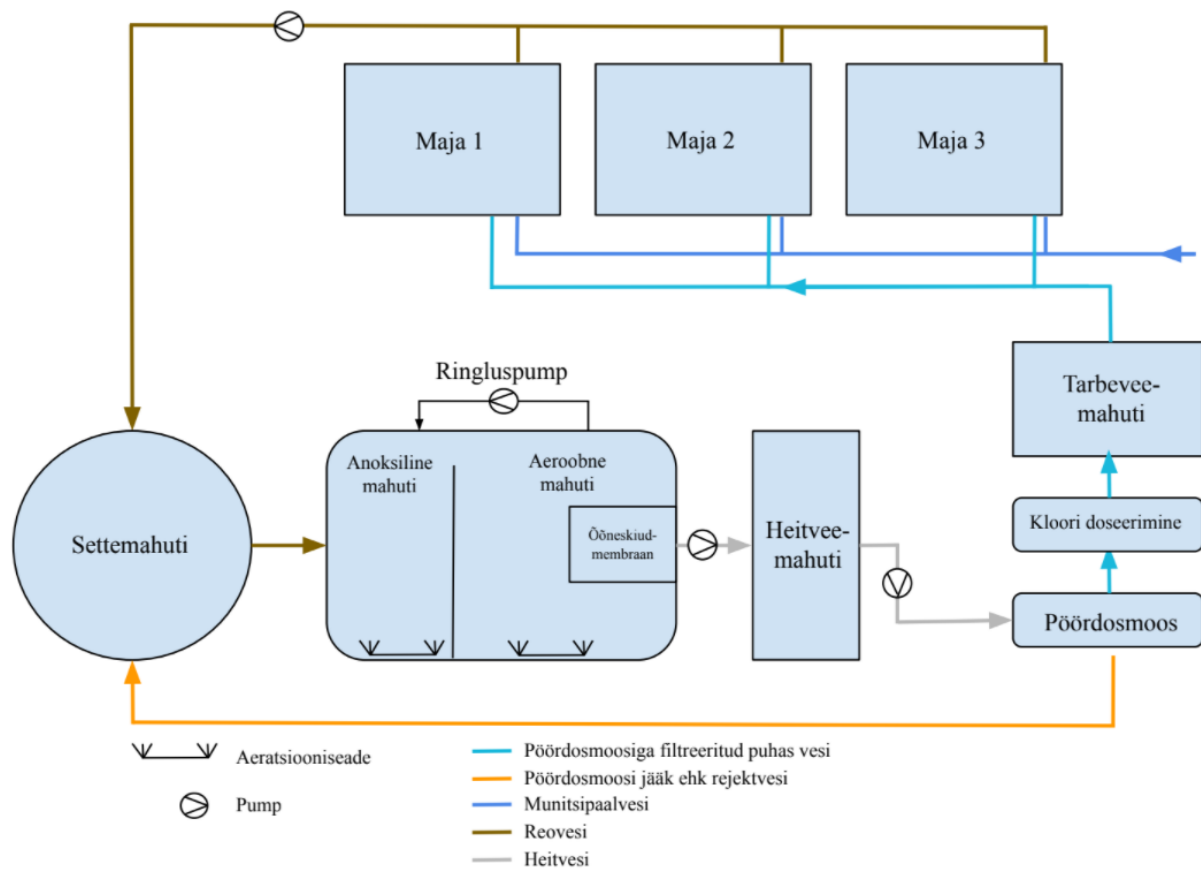 Maja 1
Maja 2
Maja 3
Ringluspump
Tarbevee-
mahuti
Anoksiline
mahuti
Aeroobne
mahuti
Õõneskiud-
membraan
Settemahuti
Heitvee-
mahuti
Kloori doseerimine
Pöördosmoos
Aeratsiooniseade
Pump
Pöördosmoosiga filtreeritud puhas vesi
Pöördosmoosi jääk ehk rejektvesi
Munitsipaalvesi
Reovesi
Heitvesi